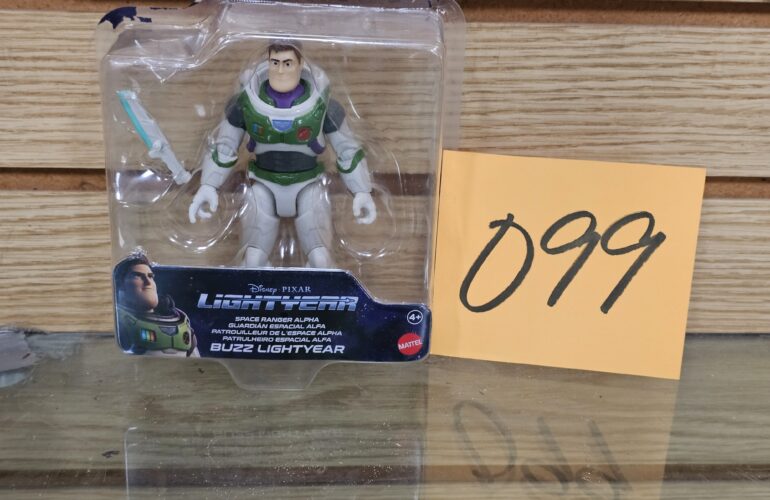 Disney PIXAR
LIGHTYEAR
SPACE RANGER ALPHA
GUARDIÁN ESPACIAL ALFA
PATROUILLEUR DE L'ESPACE ALPHA
PATRULHEIRO ESPACIAL ALFA
BUZZ LIGHTYEAR
4+
MATTEL
099